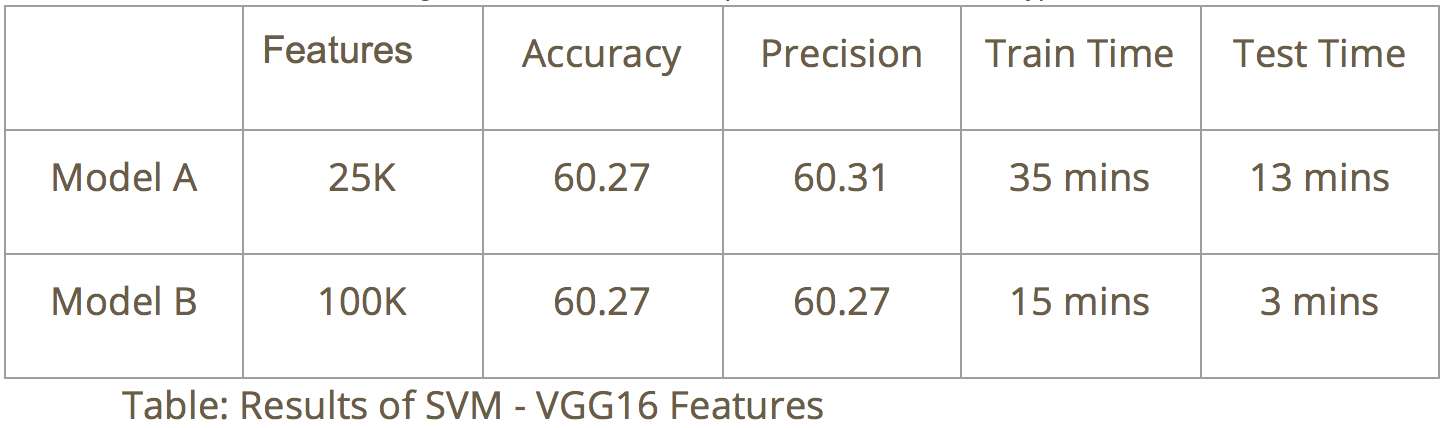 Features Accuracy Precision Train Time Test Time
Model A 25K 60.27 60.31 35 mins 13 mins
Model B 100K 60.27 60.27 15 mins 3 mins
Table: Results of SVM - VGG16 Features